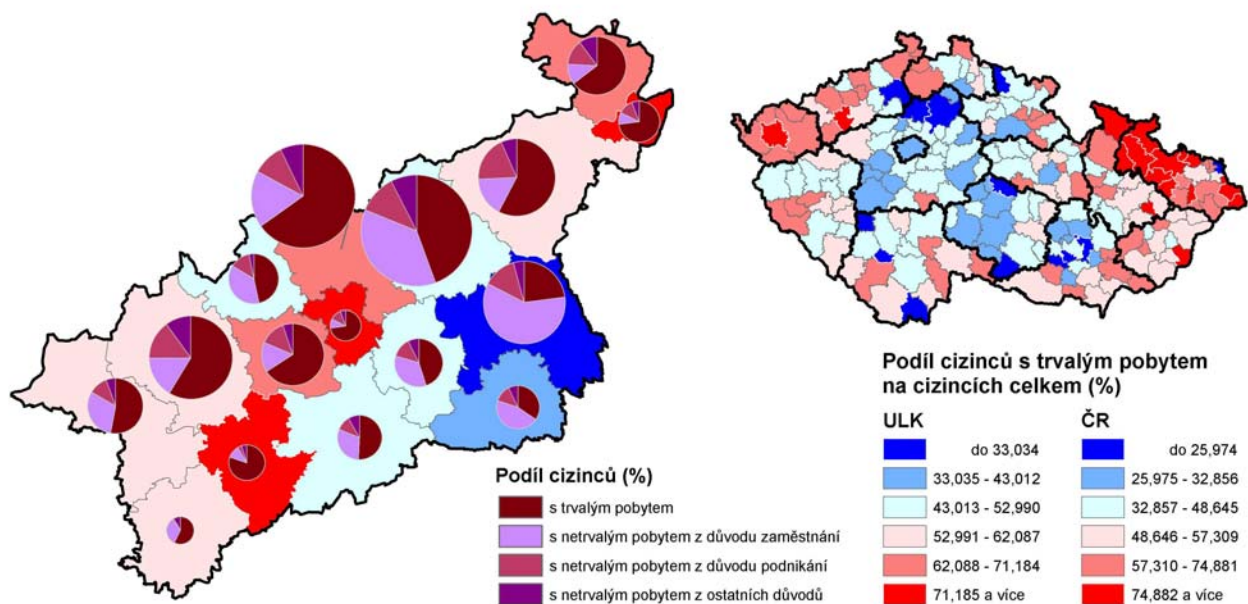 Podíl cizinců (%)
s trvalým pobytem
s netrvalým pobytem z důvodu zaměstnání
s netrvalým pobytem z důvodu podnikání
s netrvalým pobytem z ostatních důvodů
Podíl cizinců s trvalým pobytem
na cizincích celkem (%)
ULK ČR
do 33,034 do 25,974
33,035 - 43,012 25,975 - 32,856
43,013 - 52,990 32,857 - 48,645
52,991 - 62,087 48,646 - 57,309
62,088 - 71,184 57,310 - 74,881
71,185 a více 74,882 a více